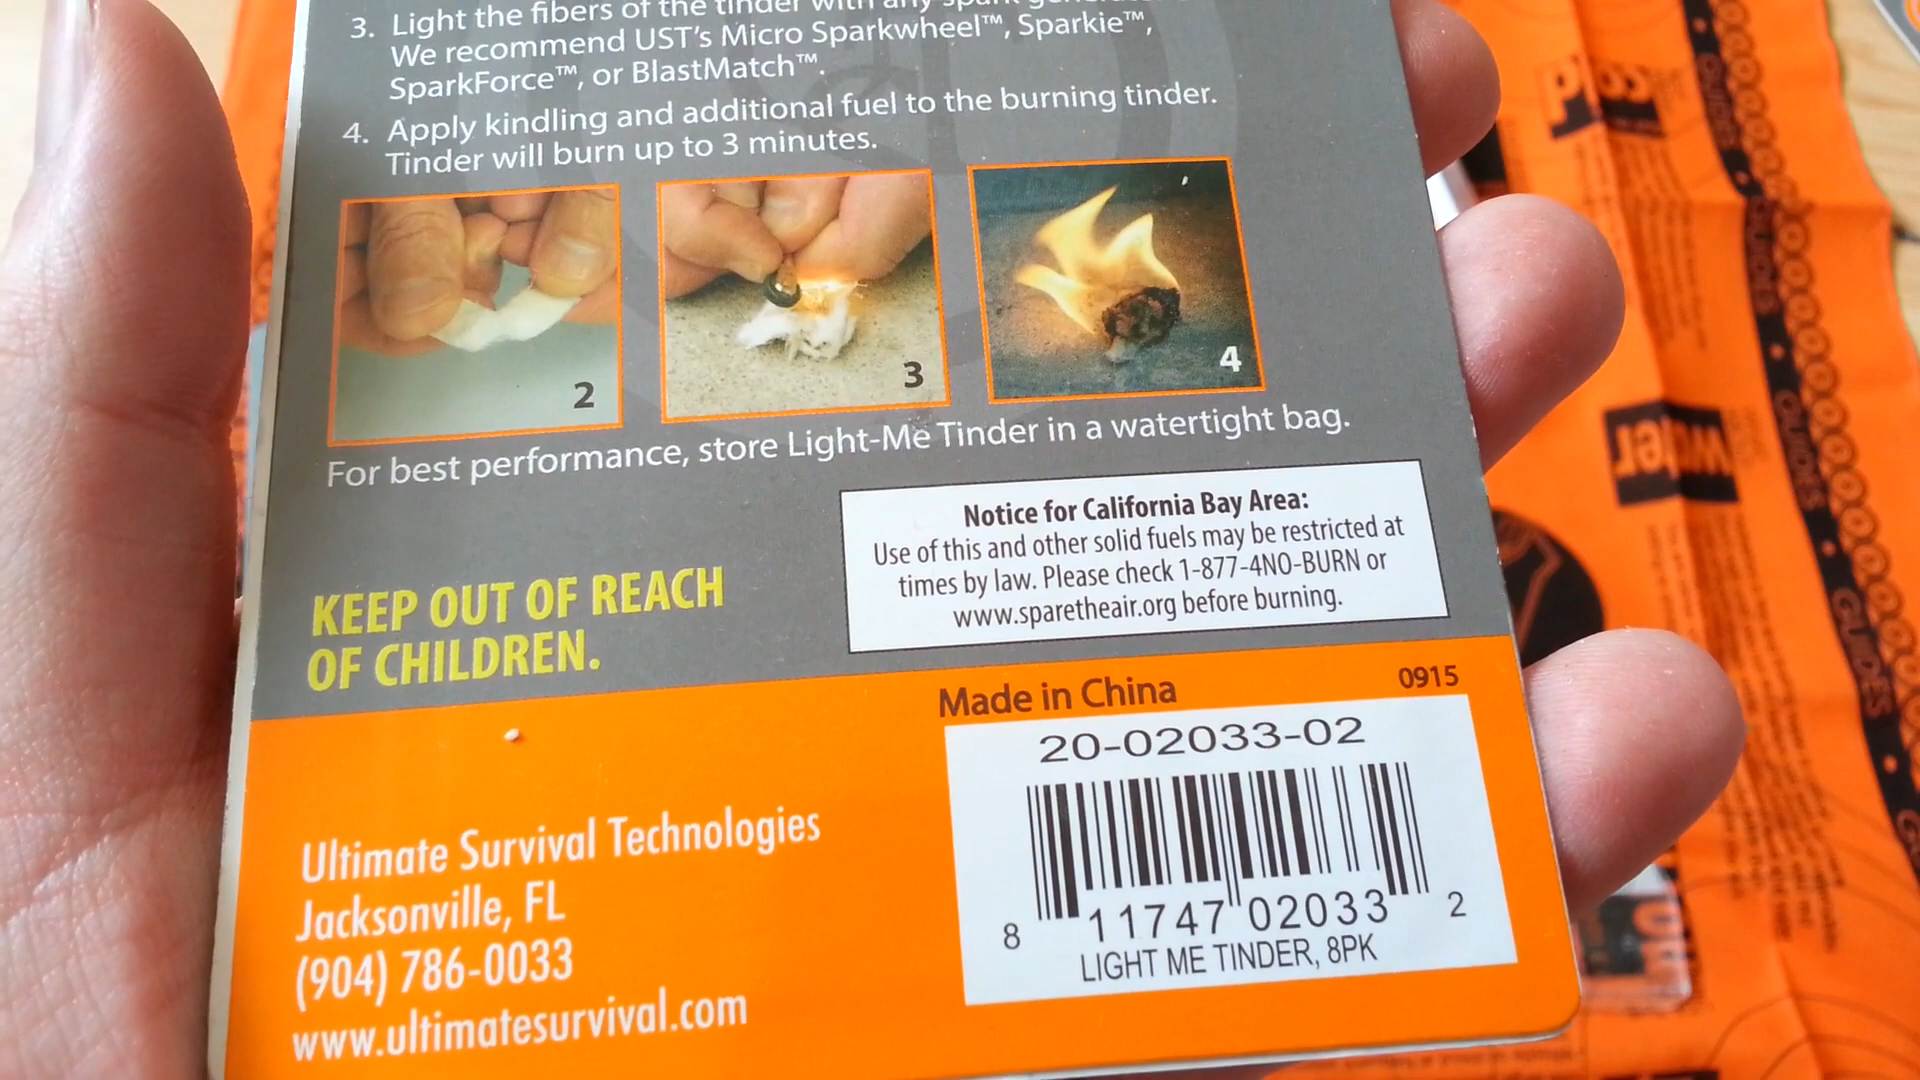 3. Light the fibers of the tinder with any spark
We recommend UST's Micro Sparkwheel™, Sparkie™,
SparkForce™, or BlastMatch™.
4. Apply kindling and additional fuel to the burning tinder.
Tinder will burn up to 3 minutes.
2
3
4
For best performance, store Light-Me Tinder in a watertight bag.
Notice for California Bay Area:
Use of this and other solid fuels may be restricted at
times by law. Please check 1-877-4NO-BURN or
www.sparetheair.org before burning.
KEEP OUT OF REACH
OF CHILDREN.
Made in China
0915
20-02033-02
8 11747 02033 2
LIGHT ME TINDER, 8PK
Ultimate Survival Technologies
Jacksonville, FL
(904) 786-0033
www.ultimatesurvival.com
GUIDES
GUIDES
GUIDES
GUIDES